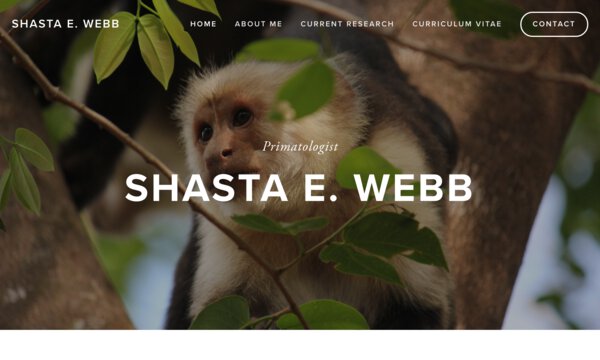 SHASTA E. WEBB
HOME ABOUT ME CURRENT RESEARCH CURRICULUM VITAE CONTACT
Primatologist
SHASTA E. WEBB